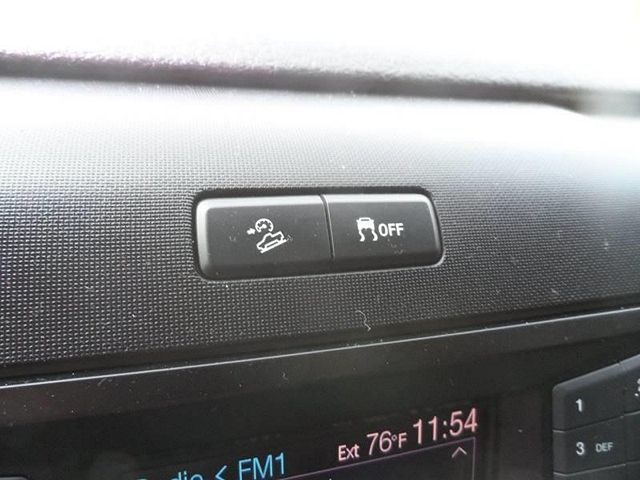 OFF
Ext 76°F 11:54
< FM1
1
3 DEF